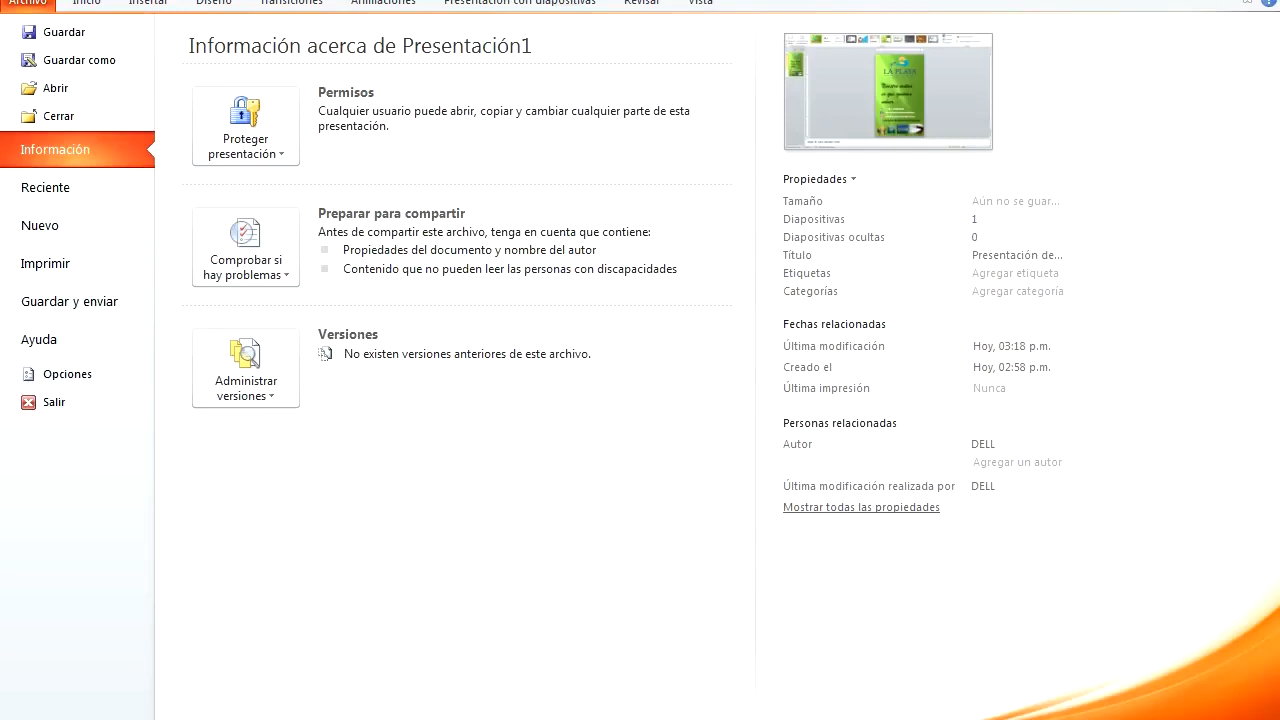 Archivo Inicio Insertar Diseño Transiciones Animaciones Presentación con diapositivas Revisar Vista
Guardar
Guardar como
Abrir
Cerrar
Información
Reciente
Nuevo
Imprimir
Guardar y enviar
Ayuda
Opciones
Salir
Información acerca de Presentación1
Proteger
presentación
Permisos
Cualquier usuario puede abrir, copiar y cambiar cualquier parte de esta
presentación.
Comprobar si
hay problemas
Preparar para compartir
Antes de compartir este archivo, tenga en cuenta que contiene:
Propiedades del documento y nombre del autor
Contenido que no pueden leer las personas con discapacidades
Administrar
versiones
Versiones
No existen versiones anteriores de este archivo.
LA PLAYA
Propiedades
Tamaño Aún no se guar...
Diapositivas 1
Diapositivas ocultas 0
Título Presentación de...
Etiquetas Agregar etiqueta
Categorías Agregar categoría
Fechas relacionadas
Última modificación Hoy, 03:18 p.m.
Creado el Hoy, 02:58 p.m.
Última impresión Nunca
Personas relacionadas
Autor DELL
Agregar un autor
Última modificación realizada por DELL
Mostrar todas las propiedades